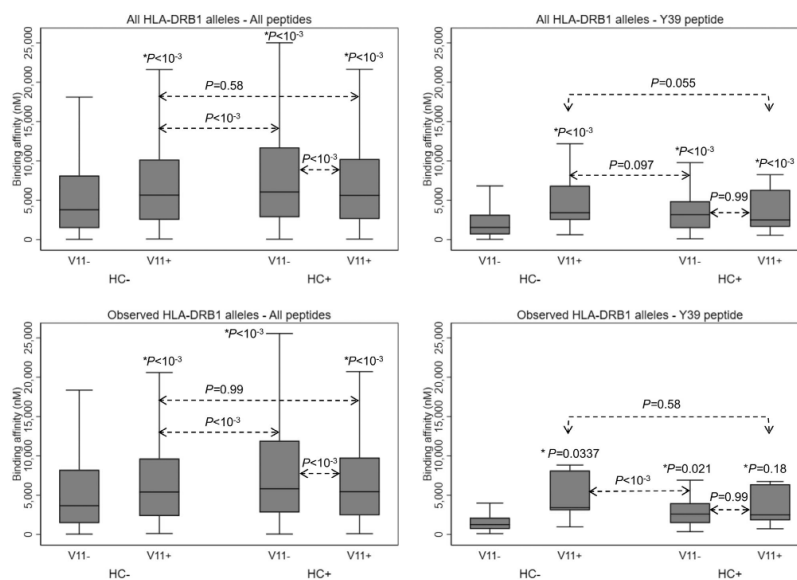 All HLA-DRB1 alleles - All peptides
Binding affinity (nM)
25,000
20,000
15,000
10,000
5,000
0
*P<10-3
*P<10-3
*P<10-3
P=0.58
P<10-3
P<10-3
V11- V11+ V11- V11+
HC- HC+
All HLA-DRB1 alleles - Y39 peptide
Binding affinity (nM)
25,000
20,000
15,000
10,000
5,000
0
P=0.055
*P<10-3
*P<10-3
*P<10-3
P=0.097
P=0.99
V11- V11+ V11- V11+
HC- HC+
Observed HLA-DRB1 alleles - All peptides
Binding affinity (nM)
25,000
20,000
15,000
10,000
5,000
0
*P<10-3
*P<10-3
*P<10-3
P=0.99
P<10-3
P<10-3
V11- V11+ V11- V11+
HC- HC+
Observed HLA-DRB1 alleles - Y39 peptide
Binding affinity (nM)
25,000
20,000
15,000
10,000
5,000
0
P=0.58
* P=0.0337
P<10-3
*P=0.021
*P=0.18
P=0.99
V11- V11+ V11- V11+
HC- HC+